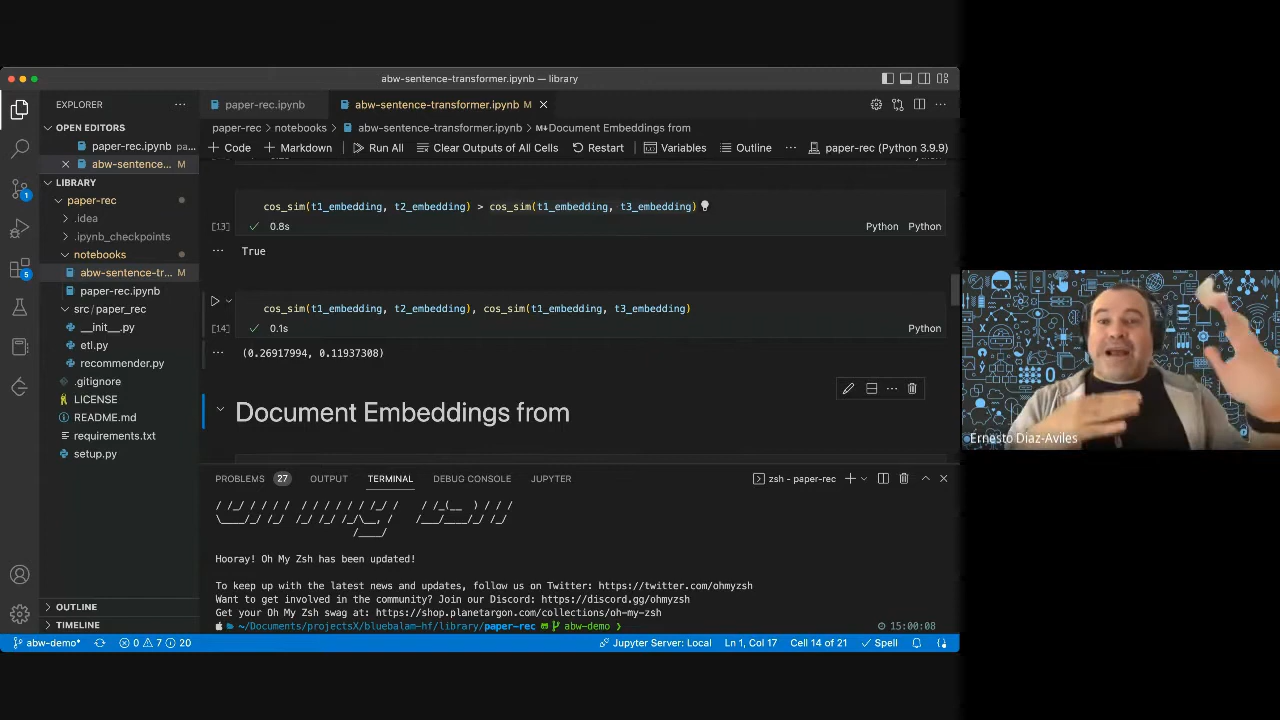 abw-sentence-transformer.ipynb — library
EXPLORER
paper-rec.ipynb
abw-sentence-transformer.ipynb M
OPEN EDITORS
paper-rec.ipynb pa...
abw-sentence... M
LIBRARY
paper-rec
.idea
.ipynb_checkpoints
notebooks
abw-sentence-tr... M
paper-rec.ipynb
src/paper_rec
__init__.py
etl.py
recommender.py
.gitignore
LICENSE
README.md
requirements.txt
setup.py
OUTLINE
TIMELINE
1
5
paper-rec > notebooks > abw-sentence-transformer.ipynb > M↓Document Embeddings from
+ Code + Markdown Run All Clear Outputs of All Cells Restart Variables Outline ... paper-rec (Python 3.9.9)
cos_sim(t1_embedding, t2_embedding) > cos_sim(t1_embedding, t3_embedding)
[13] 0.8s Python Python
True
cos_sim(t1_embedding, t2_embedding), cos_sim(t1_embedding, t3_embedding)
[14] 0.1s Python
(0.26917994, 0.11937308)
Document Embeddings from
PROBLEMS 27 OUTPUT TERMINAL DEBUG CONSOLE JUPYTER zsh - paper-rec
Hooray! Oh My Zsh has been updated!
To keep up with the latest news and updates, follow us on Twitter: https://twitter.com/ohmyzsh
Want to get involved in the community? Join our Discord: https://discord.gg/ohmyzsh
Get your Oh My Zsh swag at: https://shop.planetargon.com/collections/oh-my-zsh
~/Documents/projectsX/bluebalam-hf/library/paper-rec abw-demo 15:00:08
abw-demo* 0 7 20 Jupyter Server: Local Ln 1, Col 17 Cell 14 of 21 Spell
Ernesto Diaz-Aviles